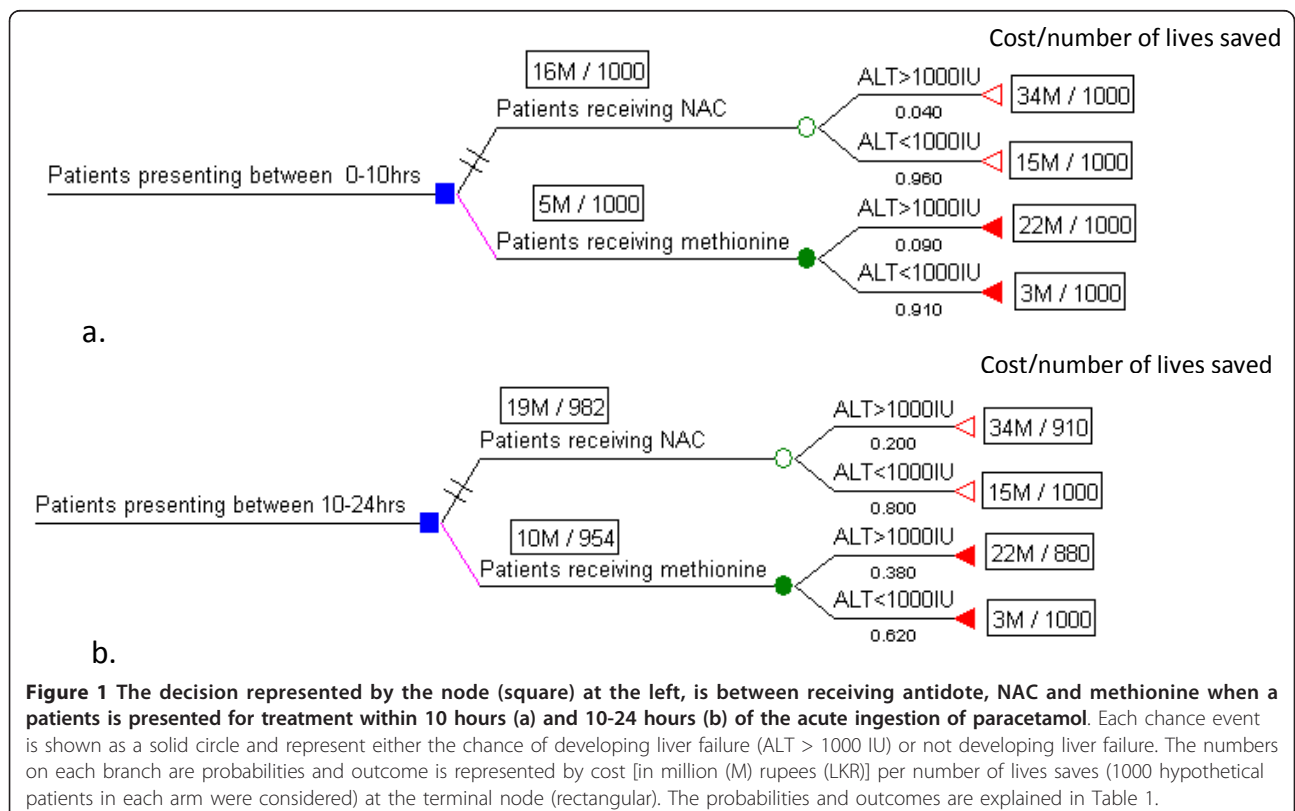 Cost/number of lives saved
16M / 1000
Patients receiving NAC
ALT>1000IU
0.040
34M / 1000
ALT<1000IU
0.960
15M / 1000
Patients presenting between 0-10hrs
5M / 1000
Patients receiving methionine
ALT>1000IU
0.090
22M / 1000
ALT<1000IU
0.910
3M / 1000
a.
Cost/number of lives saved
19M / 982
Patients receiving NAC
ALT>1000IU
0.200
34M / 910
ALT<1000IU
0.800
15M / 1000
Patients presenting between 10-24hrs
10M / 954
Patients receiving methionine
ALT>1000IU
0.380
22M / 880
ALT<1000IU
0.620
3M / 1000
b.
Figure 1 The decision represented by the node (square) at the left, is between receiving antidote, NAC and methionine when a
patients is presented for treatment within 10 hours (a) and 10-24 hours (b) of the acute ingestion of paracetamol. Each chance event
is shown as a solid circle and represent either the chance of developing liver failure (ALT > 1000 IU) or not developing liver failure. The numbers
on each branch are probabilities and outcome is represented by cost [in million (M) rupees (LKR)] per number of lives saves (1000 hypothetical
patients in each arm were considered) at the terminal node (rectangular). The probabilities and outcomes are explained in Table 1.